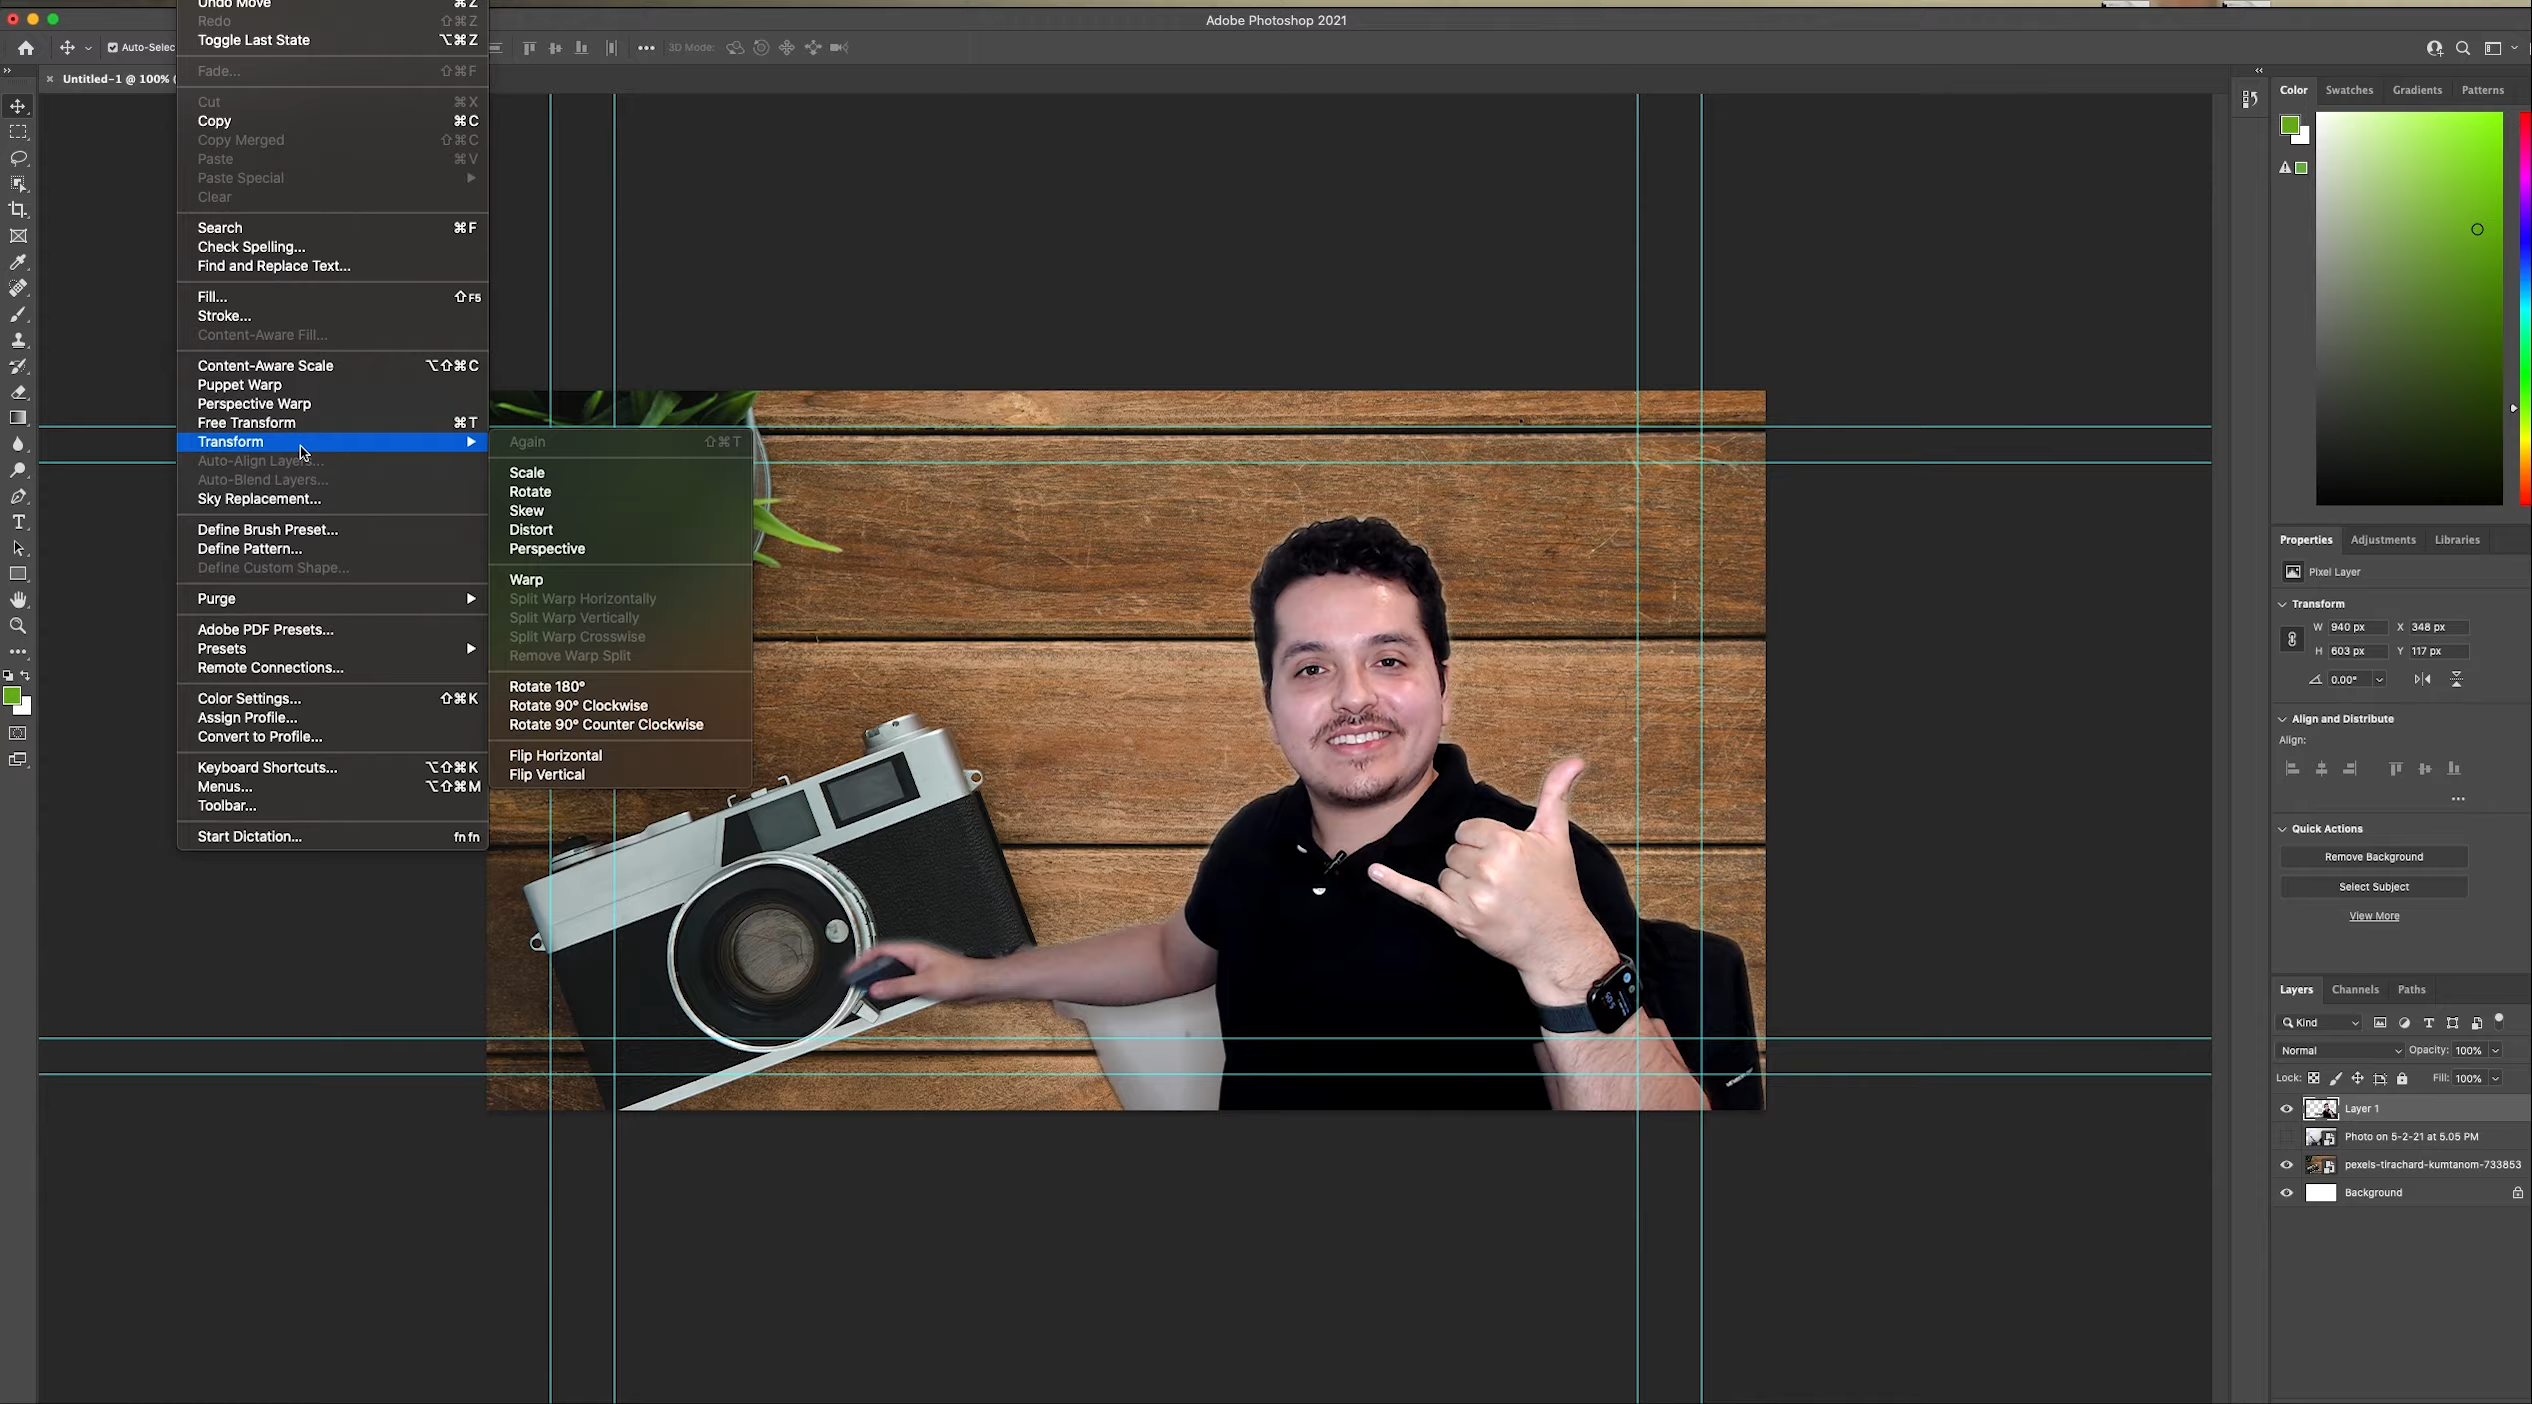 Adobe Photoshop 2021
Auto-Selec
3D Mode:
Untitled-1 @ 100% (
Undo Move ⌘Z
Redo ⇧⌘Z
Toggle Last State ⌥⌘Z
Fade... ⇧⌘F
Cut ⌘X
Copy ⌘C
Copy Merged ⇧⌘C
Paste ⌘V
Paste Special
Clear
Search ⌘F
Check Spelling...
Find and Replace Text...
Fill... ⇧F5
Stroke...
Content-Aware Fill...
Content-Aware Scale ⌥⇧⌘C
Puppet Warp
Perspective Warp
Free Transform ⌘T
Transform
Auto-Align Layers...
Auto-Blend Layers...
Sky Replacement...
Define Brush Preset...
Define Pattern...
Define Custom Shape...
Purge
Adobe PDF Presets...
Presets
Remote Connections...
Color Settings... ⇧⌘K
Assign Profile...
Convert to Profile...
Keyboard Shortcuts... ⌥⇧⌘K
Menus... ⌥⇧⌘M
Toolbar...
Start Dictation... fn fn
Again ⇧⌘T
Scale
Rotate
Skew
Distort
Perspective
Warp
Split Warp Horizontally
Split Warp Vertically
Split Warp Crosswise
Remove Warp Split
Rotate 180°
Rotate 90° Clockwise
Rotate 90° Counter Clockwise
Flip Horizontal
Flip Vertical
Color Swatches Gradients Patterns
Properties Adjustments Libraries
Pixel Layer
Transform
W 940 px X 348 px
H 603 px Y 117 px
0.00°
Align and Distribute
Align:
Quick Actions
Remove Background
Select Subject
View More
Layers Channels Paths
Kind
Normal Opacity: 100%
Lock: Fill: 100%
Layer 1
Photo on 5-2-21 at 5.05 PM
pexels-tirachard-kumtanom-733853
Background